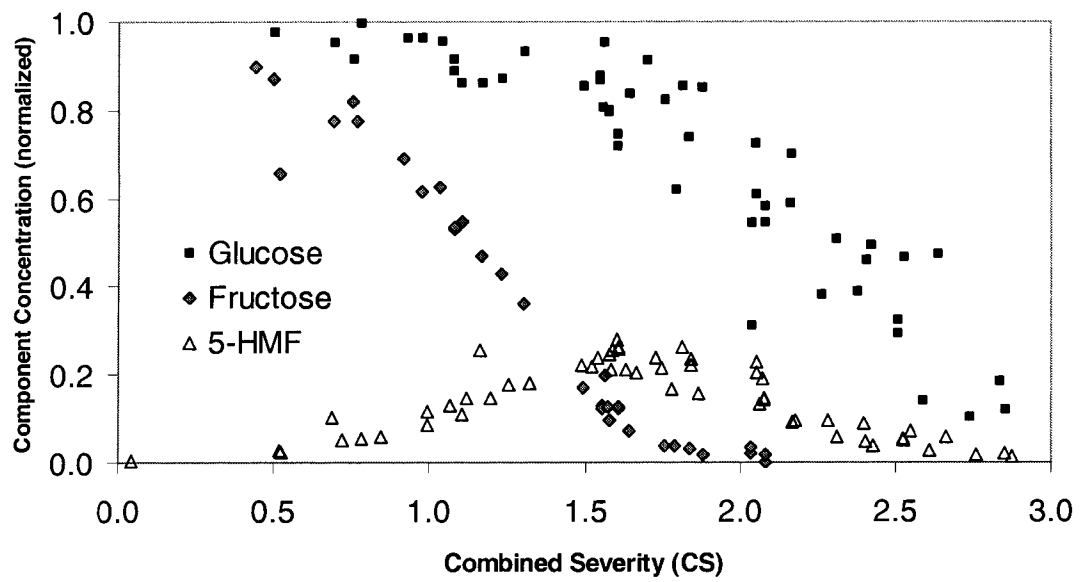 Component Concentration (normalized)
1.0
0.8
0.6
0.4
0.2
0.0
Glucose
Fructose
5-HMF
0.0 0.5 1.0 1.5 2.0 2.5 3.0
Combined Severity (CS)